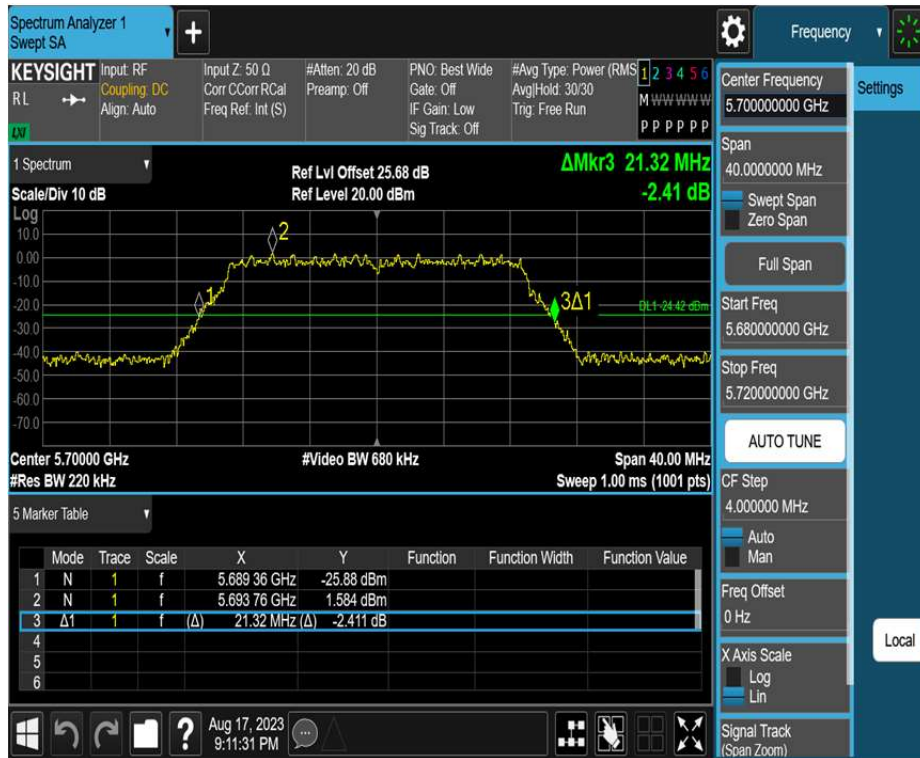 Spectrum Analyzer 1
Swept SA
Frequency
KEYSIGHT
RL
LXI
Input: RF
Coupling: DC
Align: Auto
Input Z: 50 Ω
Corr CCorr RCal
Freq Ref: Int (S)
#Atten: 20 dB
Preamp: Off
PNO: Best Wide
Gate: Off
IF Gain: Low
Sig Track: Off
#Avg Type: Power (RMS
Avg|Hold: 30/30
Trig: Free Run
1 2 3 4 5 6
M W W W W W
P P P P P P
1 Spectrum
Scale/Div 10 dB
Ref Lvl Offset 25.68 dB
Ref Level 20.00 dBm
ΔMkr3 21.32 MHz
-2.41 dB
Log
10.0
0.00
-10.0
-20.0
-30.0
-40.0
-50.0
-60.0
-70.0
2
1
3Δ1
DL1 -24.42 dBm
Center 5.70000 GHz
#Video BW 680 kHz
Span 40.00 MHz
#Res BW 220 kHz
Sweep 1.00 ms (1001 pts)
5 Marker Table
Mode Trace Scale X Y Function Function Width Function Value
1 N 1 f 5.689 36 GHz -25.88 dBm
2 N 1 f 5.693 76 GHz 1.584 dBm
3 Δ1 1 f (Δ) 21.32 MHz (Δ) -2.411 dB
4
5
6
Aug 17, 2023
9:11:31 PM
Center Frequency
5.700000000 GHz
Span
40.0000000 MHz
Swept Span
Zero Span
Full Span
Start Freq
5.680000000 GHz
Stop Freq
5.720000000 GHz
AUTO TUNE
CF Step
4.000000 MHz
Auto
Man
Freq Offset
0 Hz
X Axis Scale
Log
Lin
Signal Track
(Span Zoom)
Settings
Local